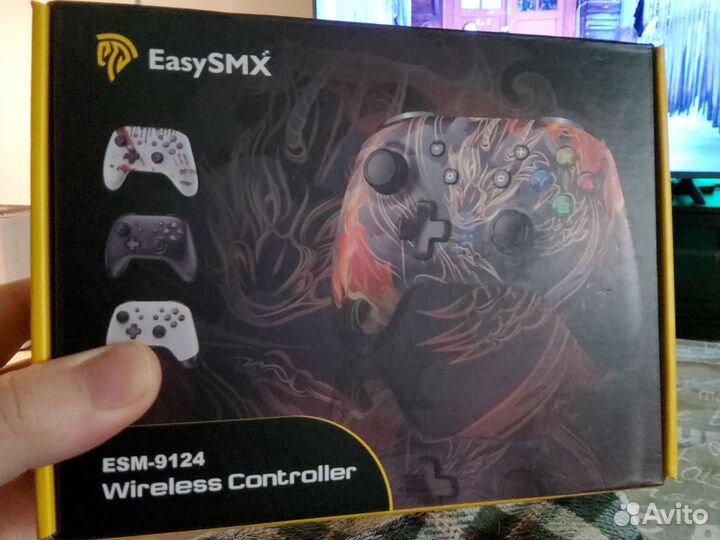 EasySMX
ESM-9124
Wireless Controller
Avito